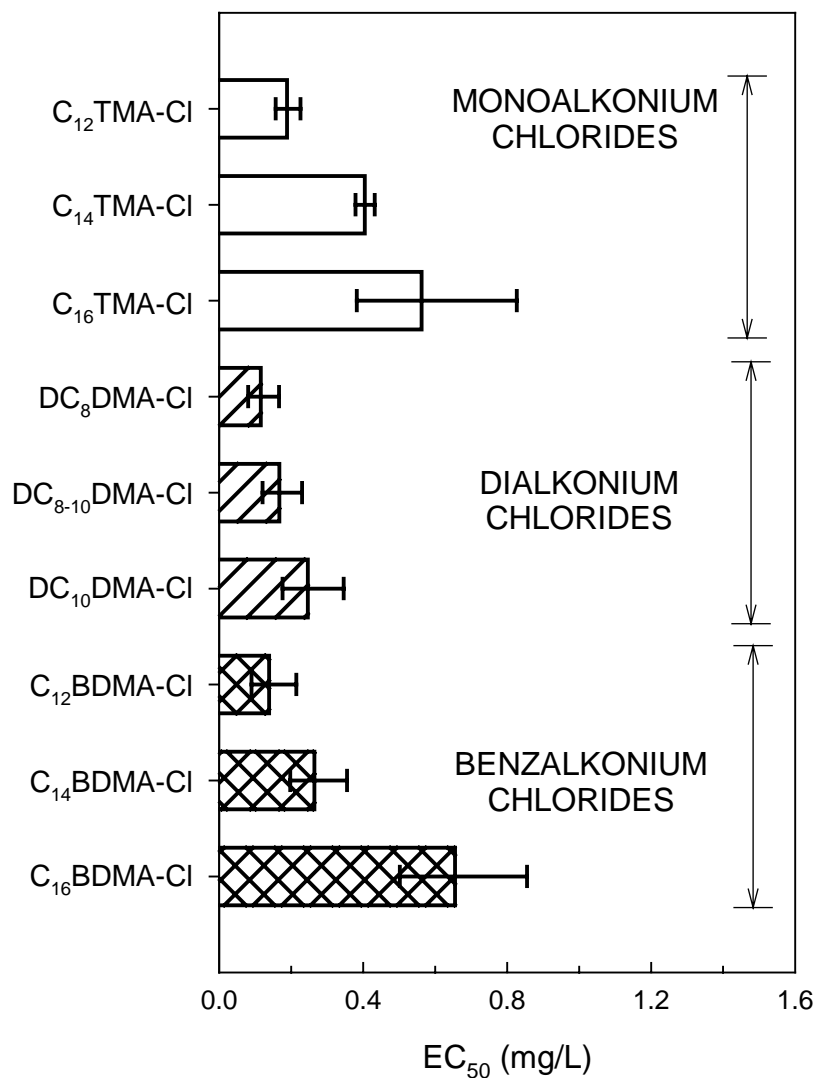 C₁₂TMA-Cl
C₁₄TMA-Cl
C₁₆TMA-Cl
DC₈DMA-Cl
DC₈₋₁₀DMA-Cl
DC₁₀DMA-Cl
C₁₂BDMA-Cl
C₁₄BDMA-Cl
C₁₆BDMA-Cl
MONOALKONIUM
CHLORIDES
DIALKONIUM
CHLORIDES
BENZALKONIUM
CHLORIDES
0.0 0.4 0.8 1.2 1.6
EC₅₀ (mg/L)